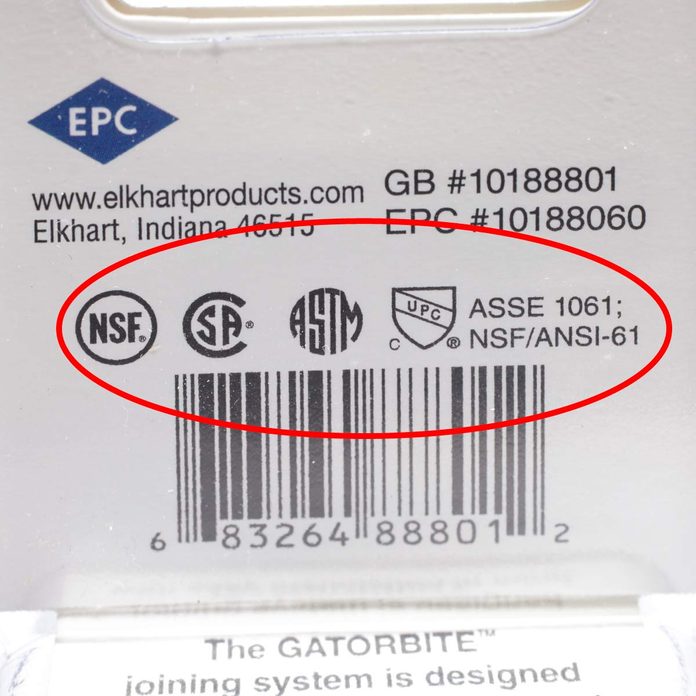 EPC
www.elkhartproducts.com
Elkhart, Indiana 46515
GB #10188801
EPC #10188060
NSF®
SA®
ASTM
UPC
C ®
ASSE 1061;
NSF/ANSI-61
6 83264 88801 2
The GATORBITE™
joining system is designed